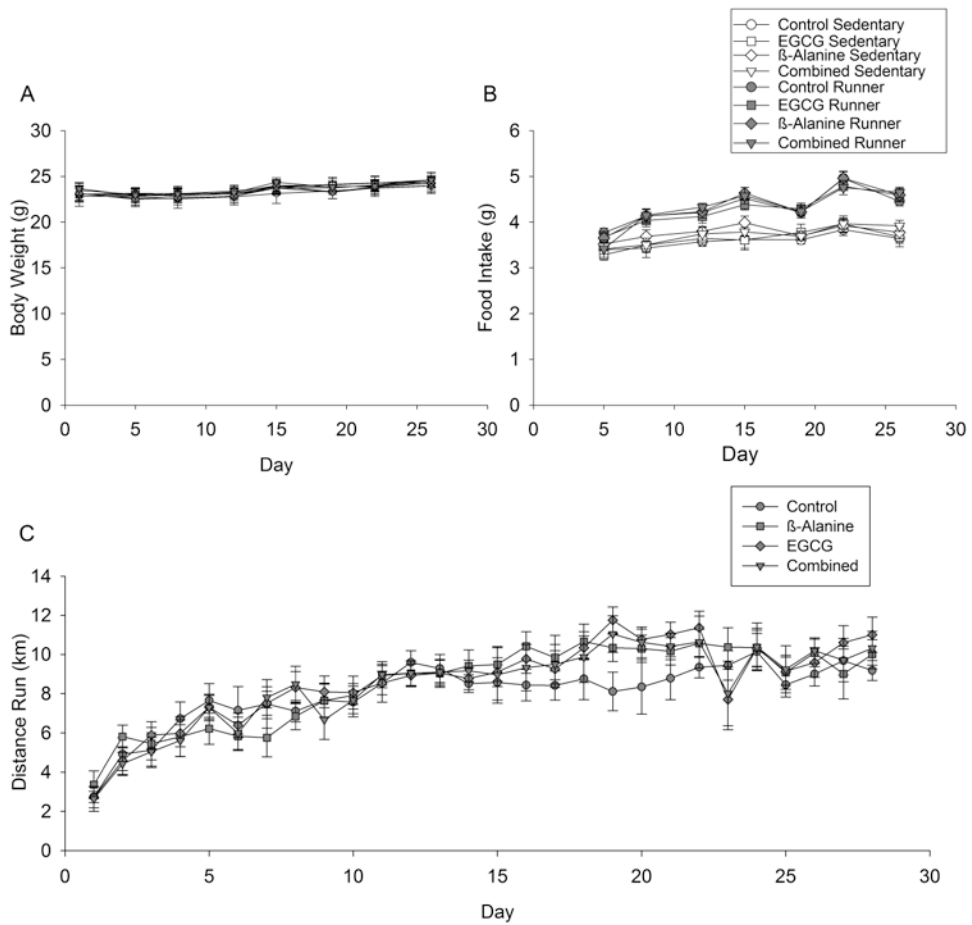 Control Sedentary
EGCG Sedentary
ß-Alanine Sedentary
Combined Sedentary
Control Runner
EGCG Runner
ß-Alanine Runner
Combined Runner
A
30
25
20
15
10
5
0
Body Weight (g)
0 5 10 15 20 25 30
Day
B
6
5
4
3
2
1
0
Food Intake (g)
0 5 10 15 20 25 30
Day
Control
ß-Alanine
EGCG
Combined
C
14
12
10
8
6
4
2
0
Distance Run (km)
0 5 10 15 20 25 30
Day